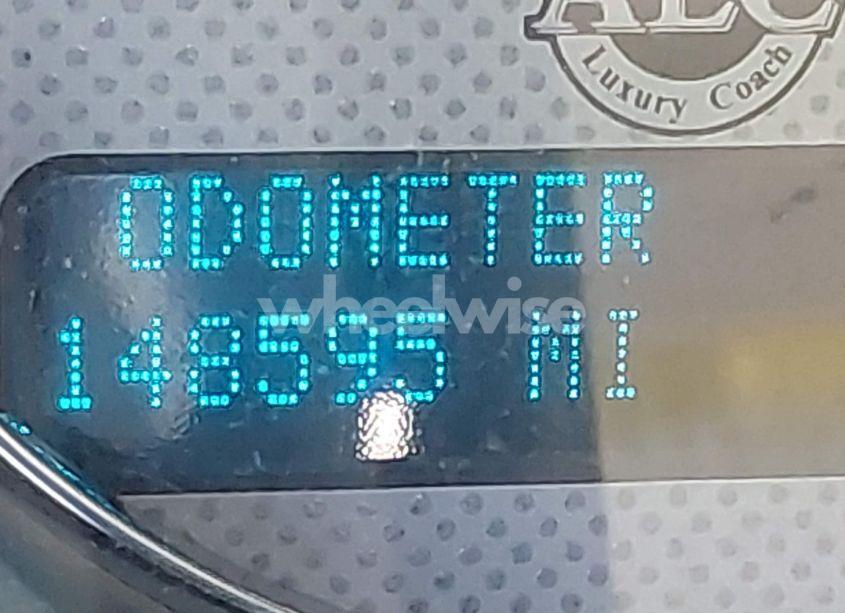 ALC
Luxury Coach
ODOMETER
wheelwise
148595 MI